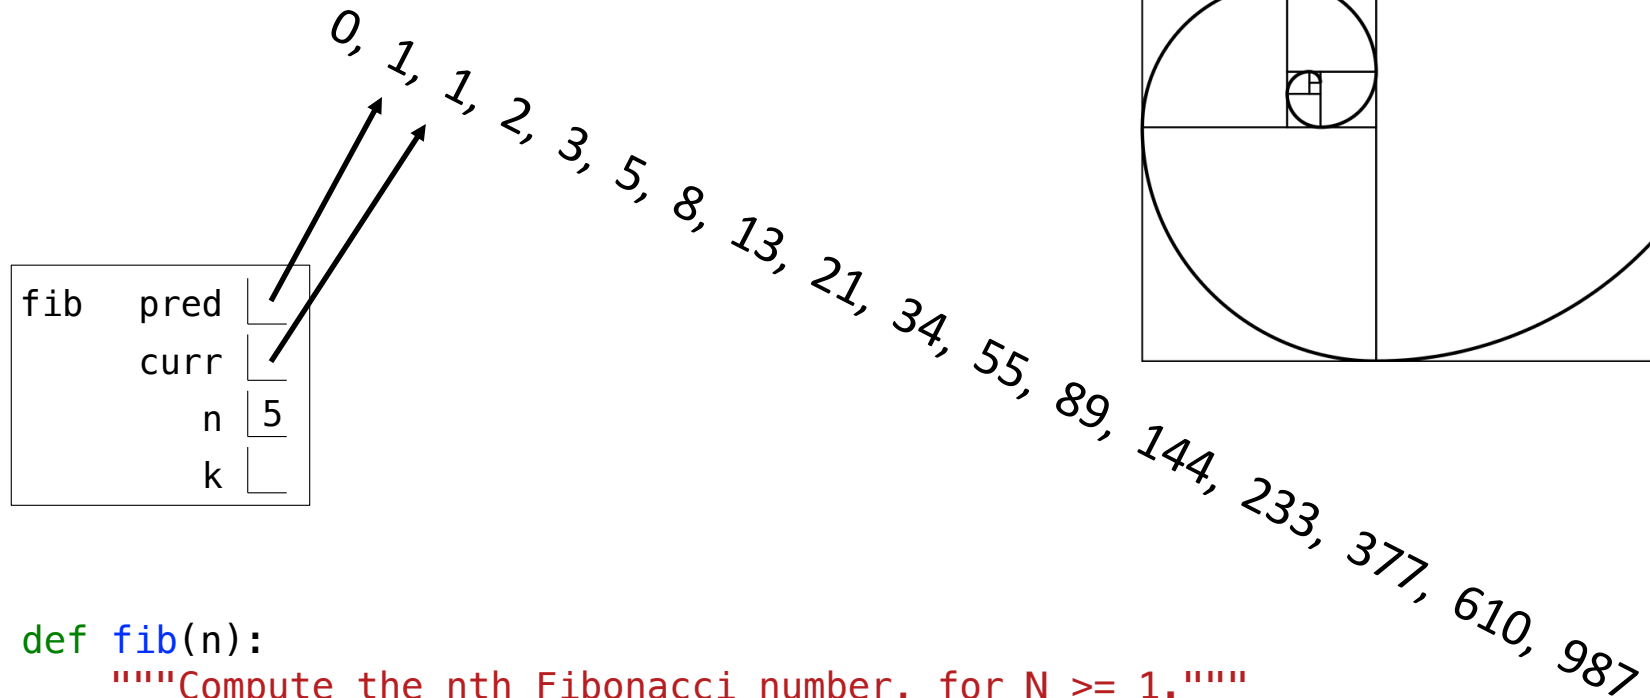 0, 1, 1, 2, 3, 5, 8, 13, 21, 34, 55, 89, 144, 233, 377, 610, 987
fib pred
curr
n 5
k
def fib(n):
"""Compute the nth Fibonacci number, for N >= 1."""